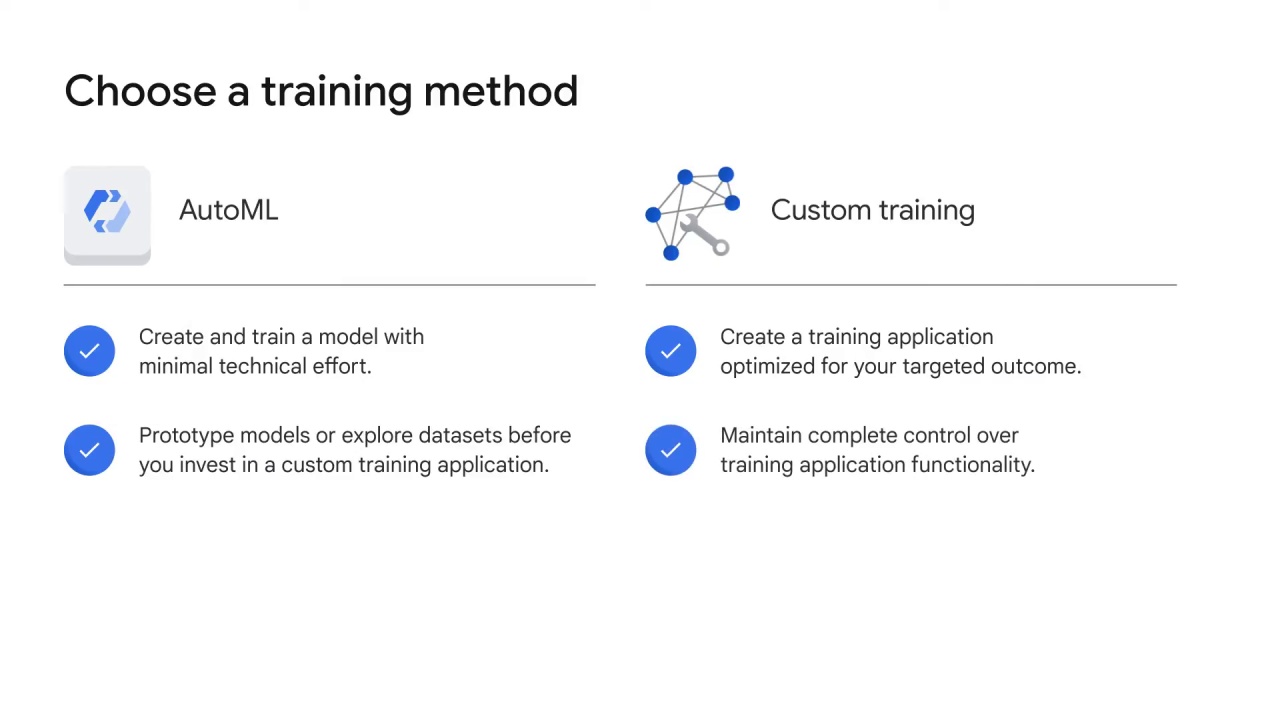 Choose a training method
AutoML
Create and train a model with
minimal technical effort.
Prototype models or explore datasets before
you invest in a custom training application.
Custom training
Create a training application
optimized for your targeted outcome.
Maintain complete control over
training application functionality.